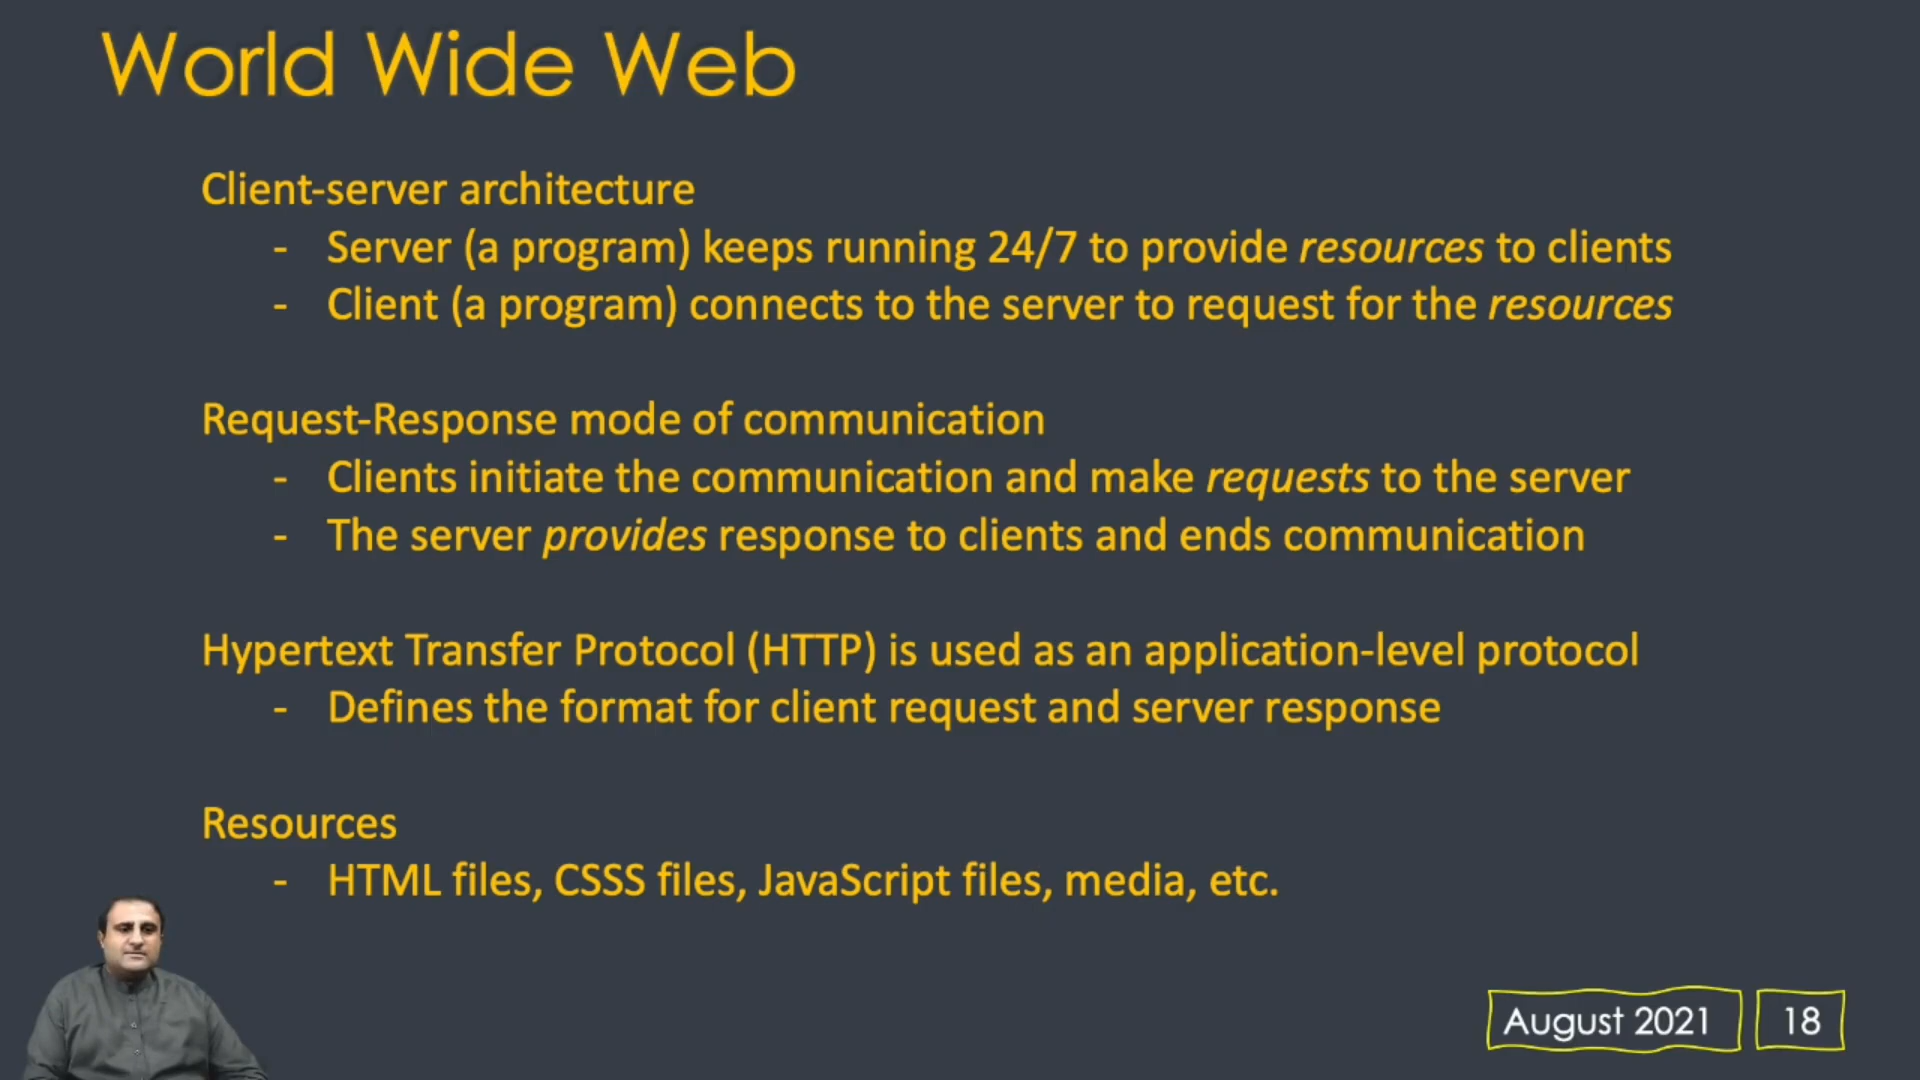 World Wide Web
Client-server architecture
- Server (a program) keeps running 24/7 to provide resources to clients
- Client (a program) connects to the server to request for the resources
Request-Response mode of communication
- Clients initiate the communication and make requests to the server
- The server provides response to clients and ends communication
Hypertext Transfer Protocol (HTTP) is used as an application-level protocol
- Defines the format for client request and server response
Resources
- HTML files, CSSS files, JavaScript files, media, etc.
August 2021
18